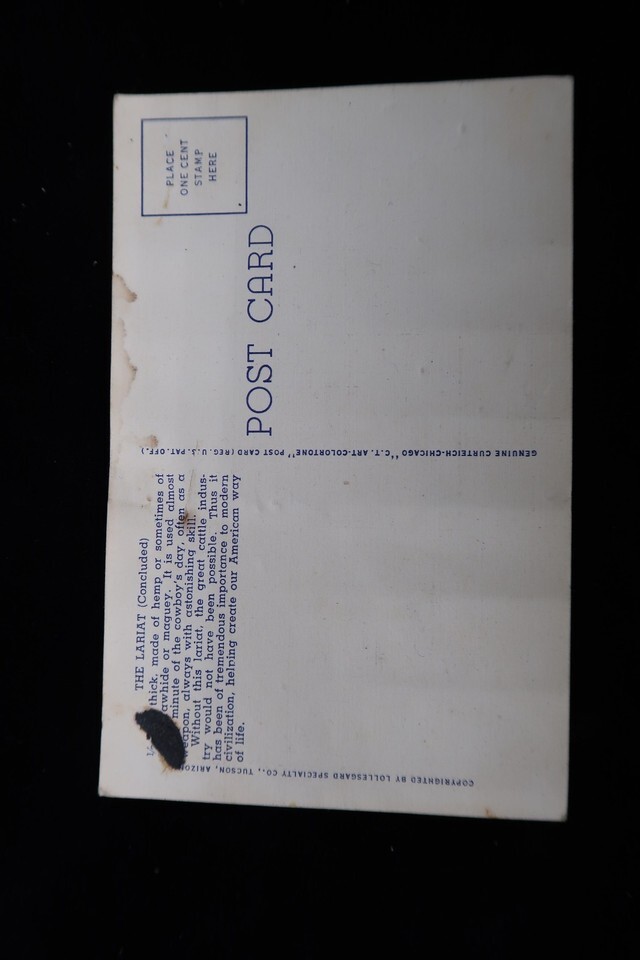 THE LARIAT (Concluded)
thick, made of hemp or sometimes of
awhide or maguey. It is used almost
minute of the cowboy's day, often as a
weapon, always with astonishing skill.
Without this lariat, the great cattle indus-
try would not have been possible. Thus it
has been of tremendous importance to modern
civilization, helping create our American way
of life.
COPYRIGHTED BY LOLLESGARD SPECIALTY CO., TUCSON, ARIZON
GENUINE CURTEICH-CHICAGO "C.T. ART-COLORTONE" POST CARD (REG. U.S. PAT. OFF.)
POST CARD
PLACE
ONE CENT
STAMP
HERE